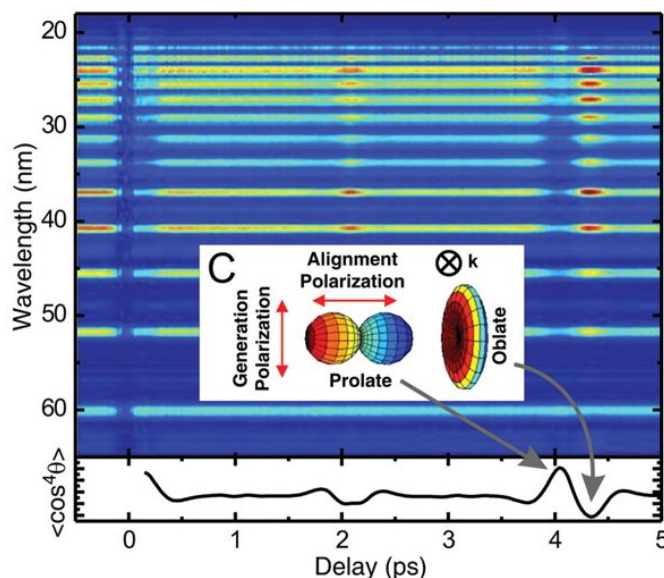 20
30
40
50
60
Wavelength (nm)
C
Alignment
Polarization
k
Generation
Polarization
Prolate
Oblate
<cos⁴θ>
0 1 2 3 4 5
Delay (ps)